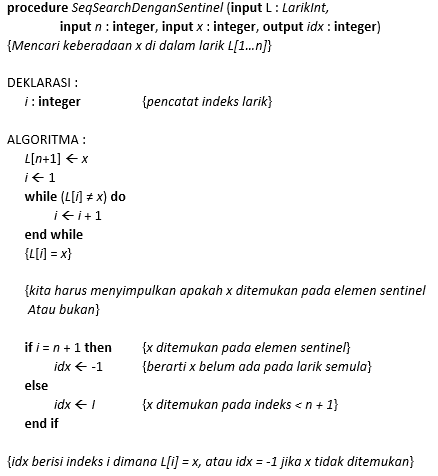 procedure SeqSearchDenganSentinel (input L : LarikInt,
input n : integer, input x : integer, output idx : integer)
{Mencari keberadaan x di dalam larik L[1...n]}
DEKLARASI :
i : integer {pencatat indeks larik}
ALGORITMA :
L[n+1] ← x
i ← 1
while (L[i] ≠ x) do
i ← i + 1
end while
{L[i] = x}
{kita harus menyimpulkan apakah x ditemukan pada elemen sentinel
Atau bukan}
if i = n + 1 then {x ditemukan pada elemen sentinel}
idx ← -1 {berarti x belum ada pada larik semula}
else
idx ← I {x ditemukan pada indeks < n + 1}
end if
{idx berisi indeks i dimana L[i] = x, atau idx = -1 jika x tidak ditemukan}